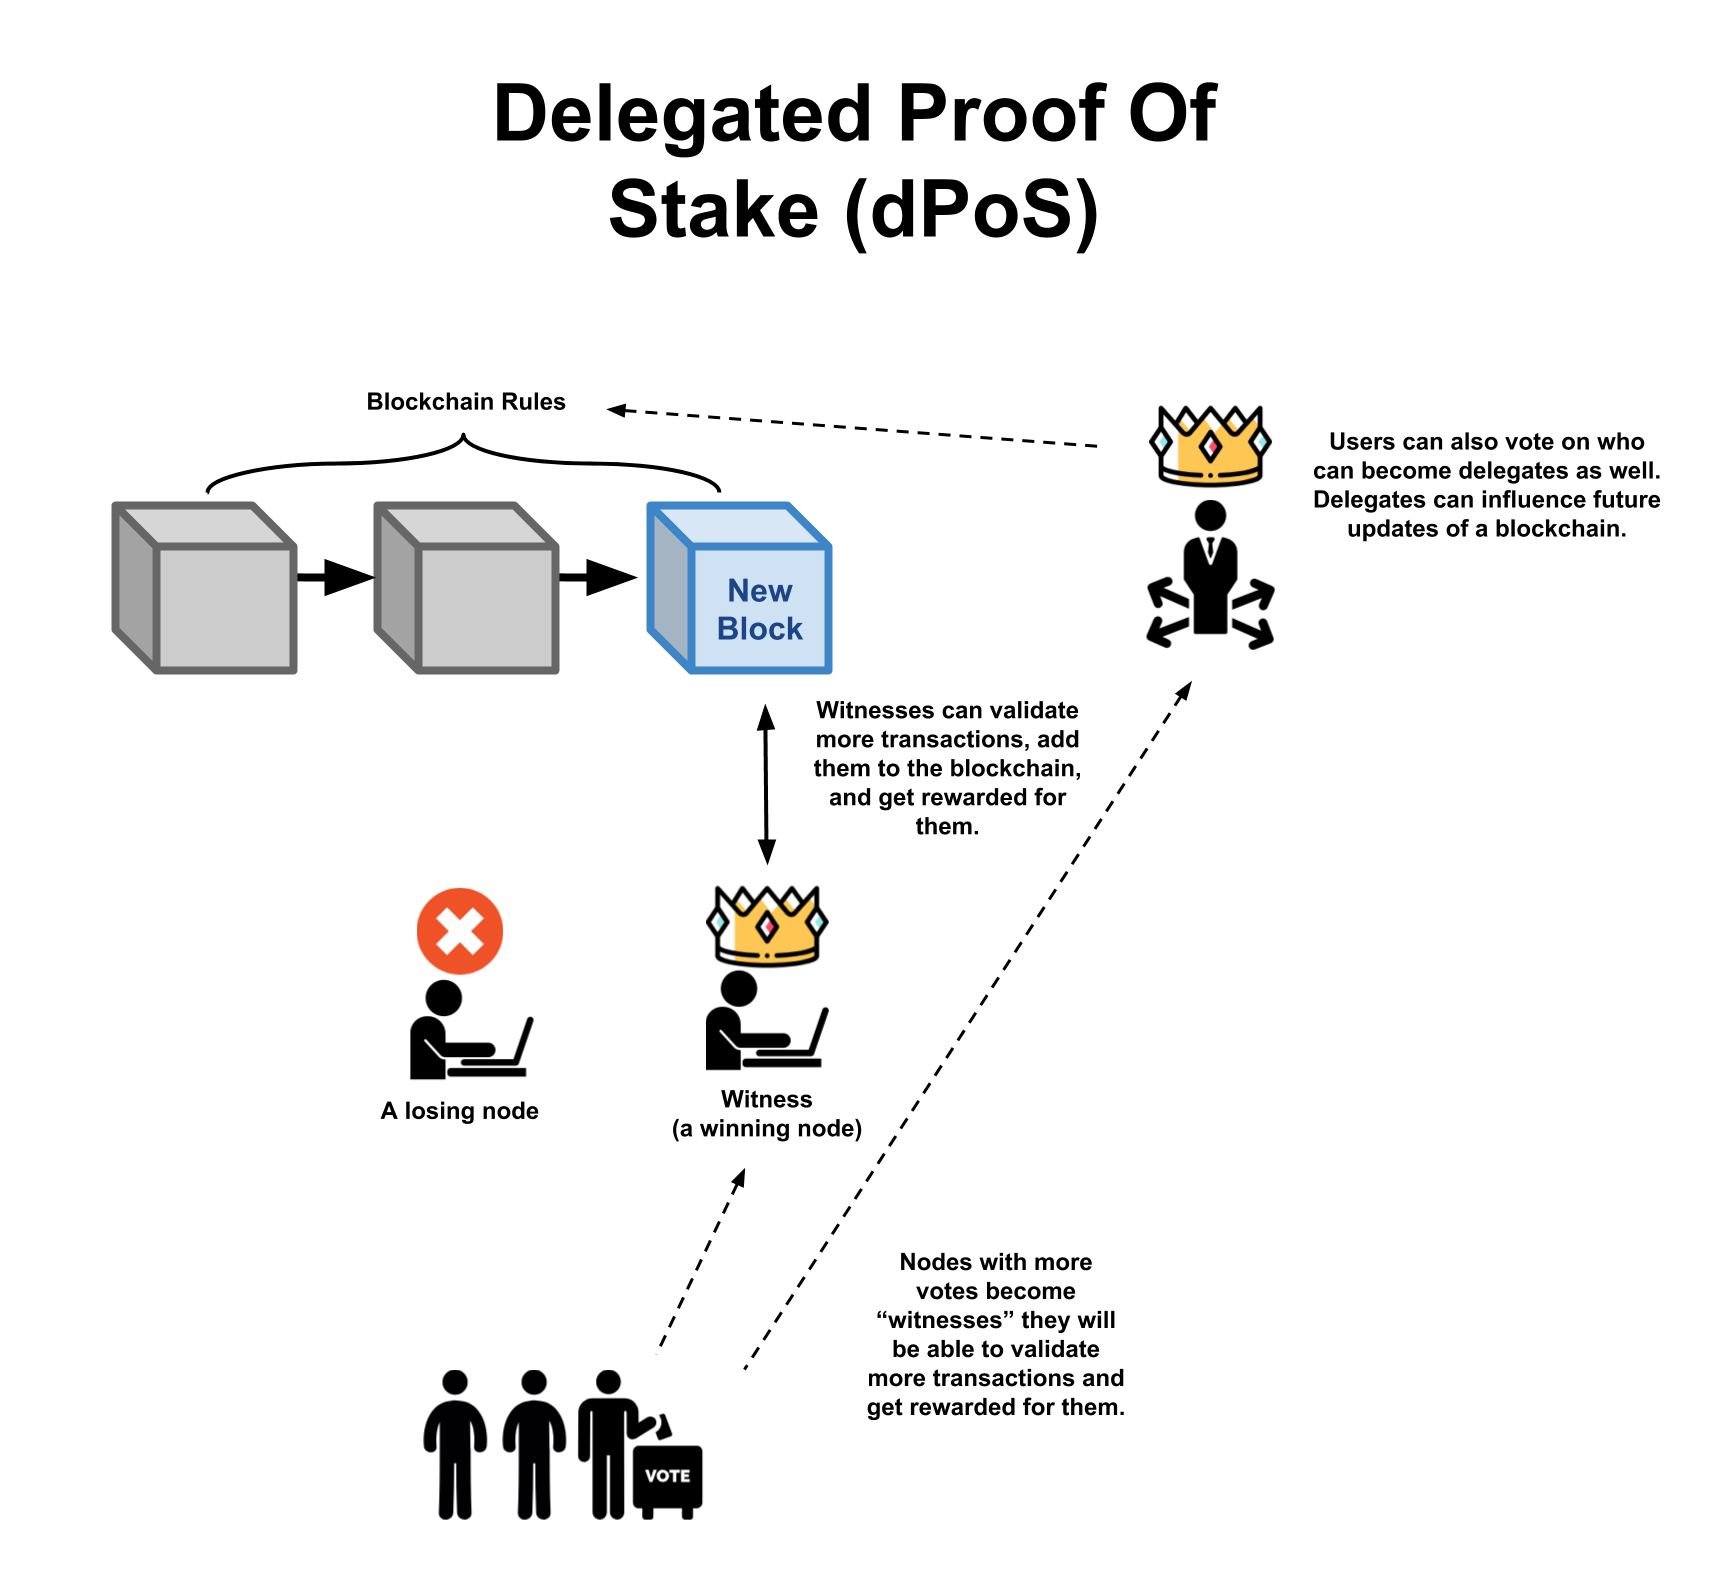 Delegated Proof Of
Stake (dPoS)
Blockchain Rules
Users can also vote on who
can become delegates as well.
Delegates can influence future
updates of a blockchain.
New
Block
Witnesses can validate
more transactions, add
them to the blockchain,
and get rewarded for
them.
A losing node
Witness
(a winning node)
Nodes with more
votes become
“witnesses” they will
be able to validate
more transactions and
get rewarded for them.
VOTE